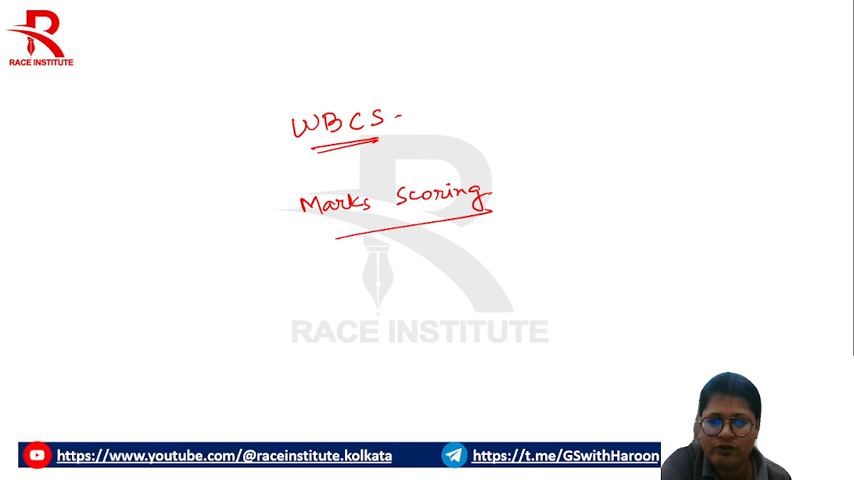 RACE INSTITUTE
WBCS -
Marks Scoring
RACE INSTITUTE
https://www.youtube.com/@raceinstitute.kolkata
https://t.me/GSwithHaroon